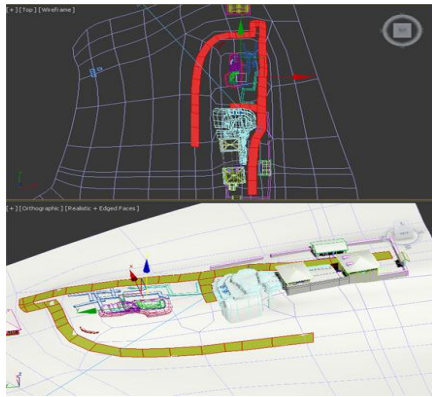 [+] [Top] [Wireframe]
[+] [Orthographic] [Realistic + Edged Faces]